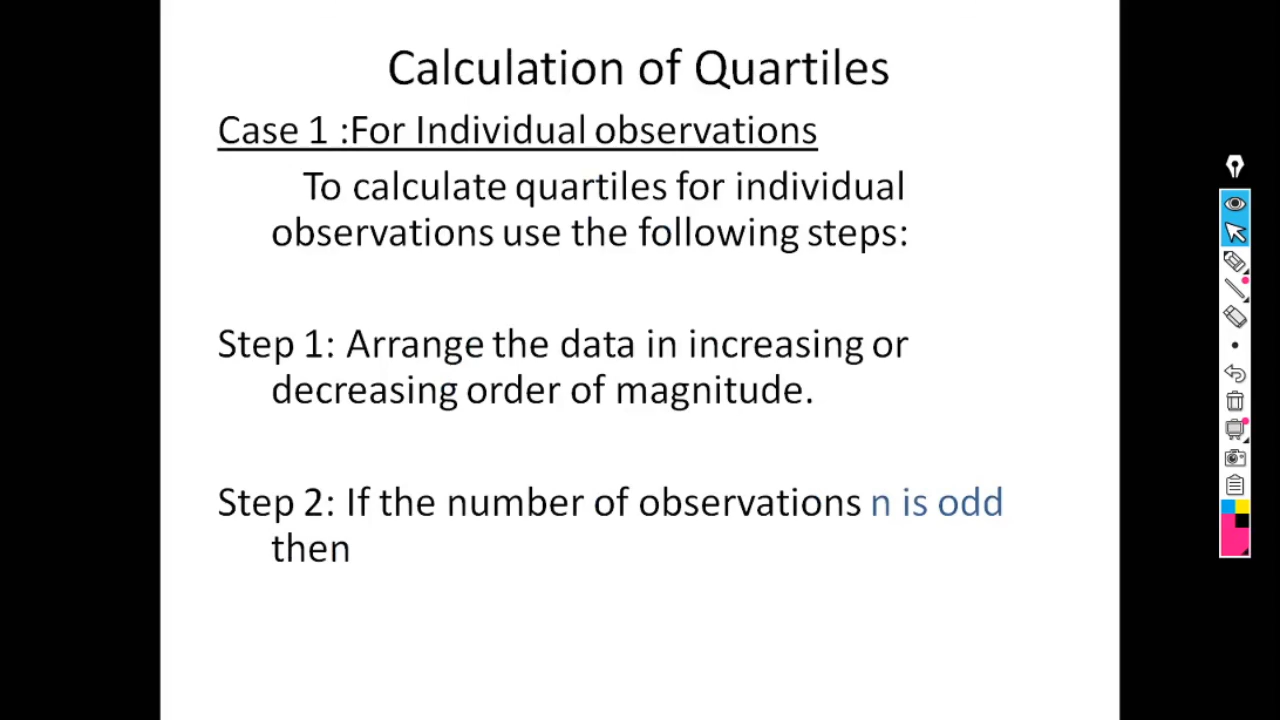 Calculation of Quartiles
Case 1 :For Individual observations
To calculate quartiles for individual
observations use the following steps:
Step 1: Arrange the data in increasing or
decreasing order of magnitude.
Step 2: If the number of observations n is odd
then